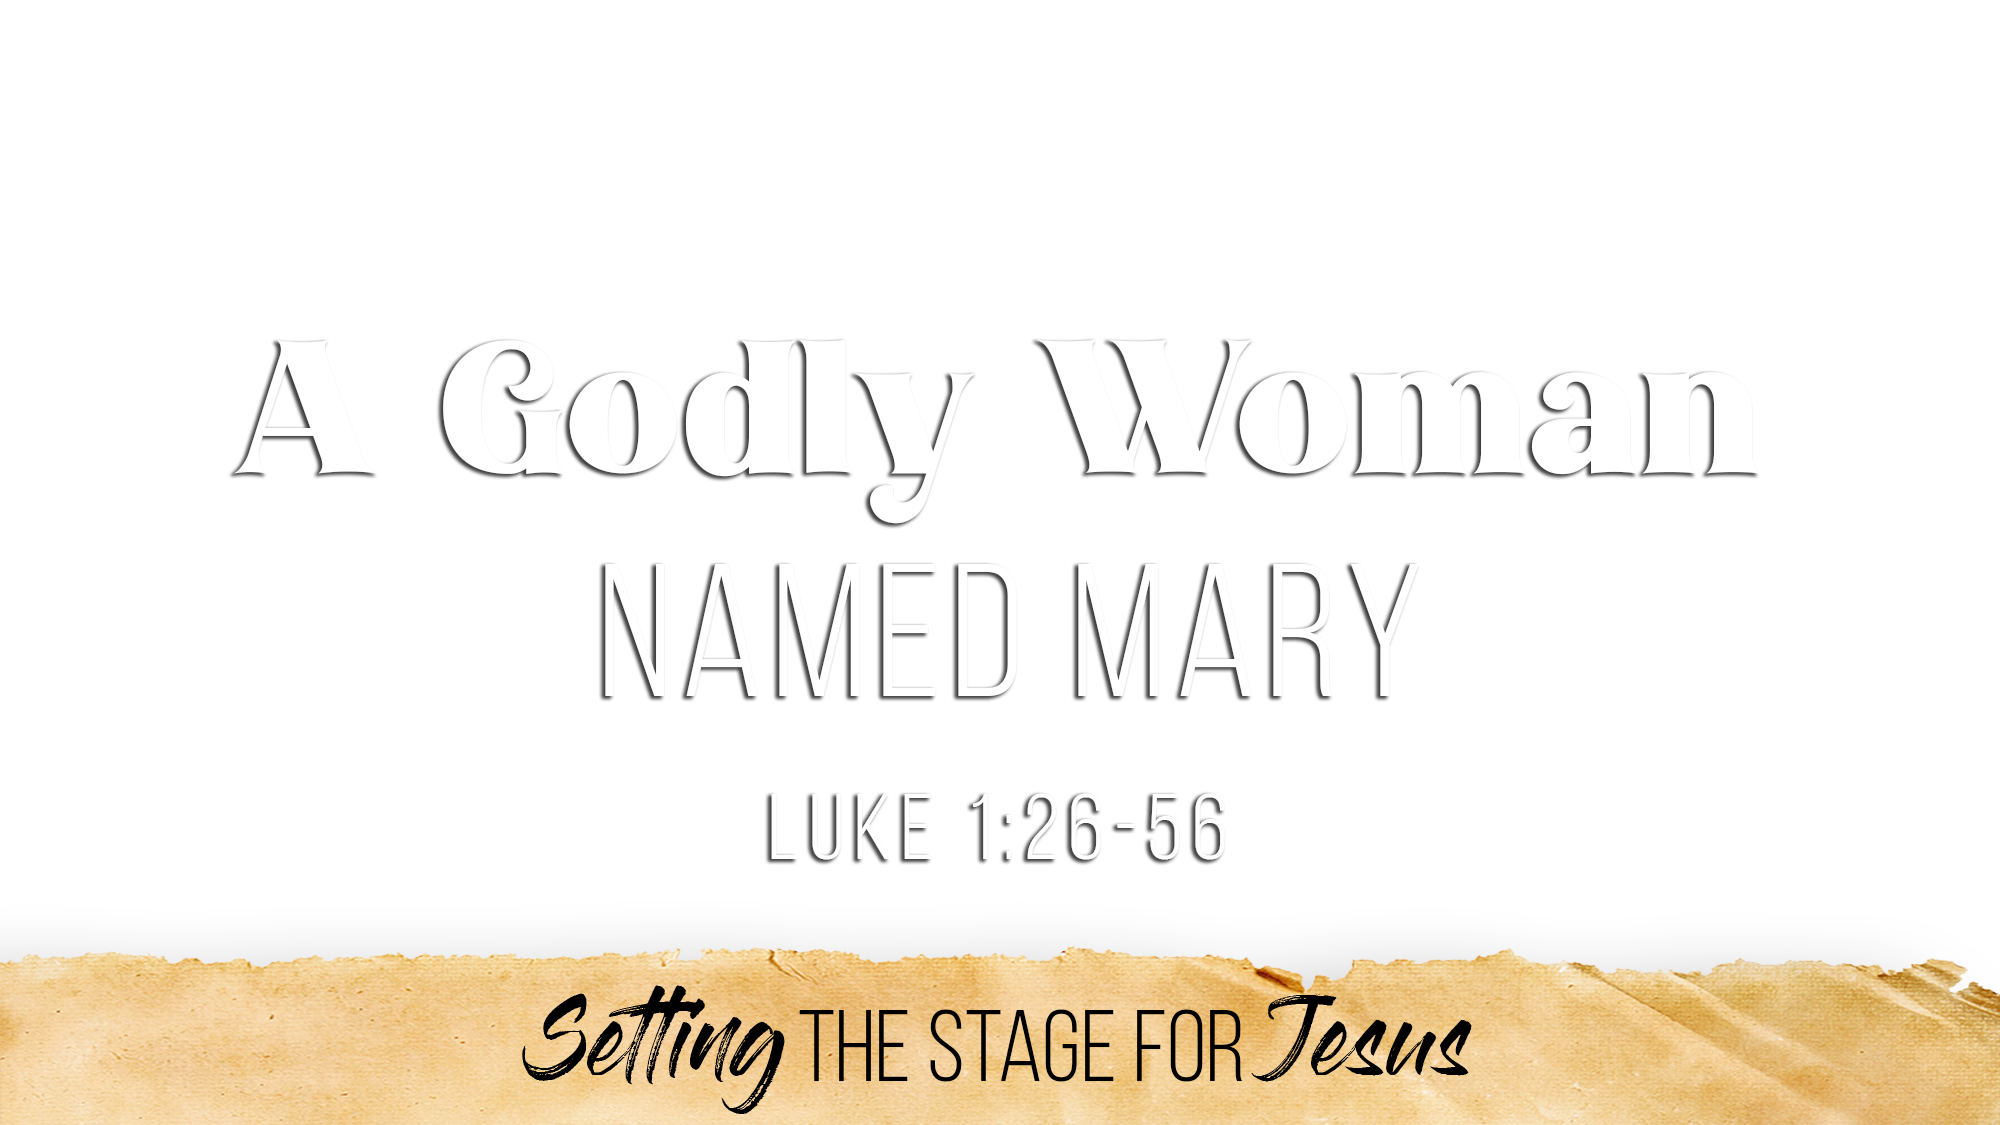 A Godly Woman
NAMED MARY
LUKE 1:26-56
Setting THE STAGE FOR Jesus